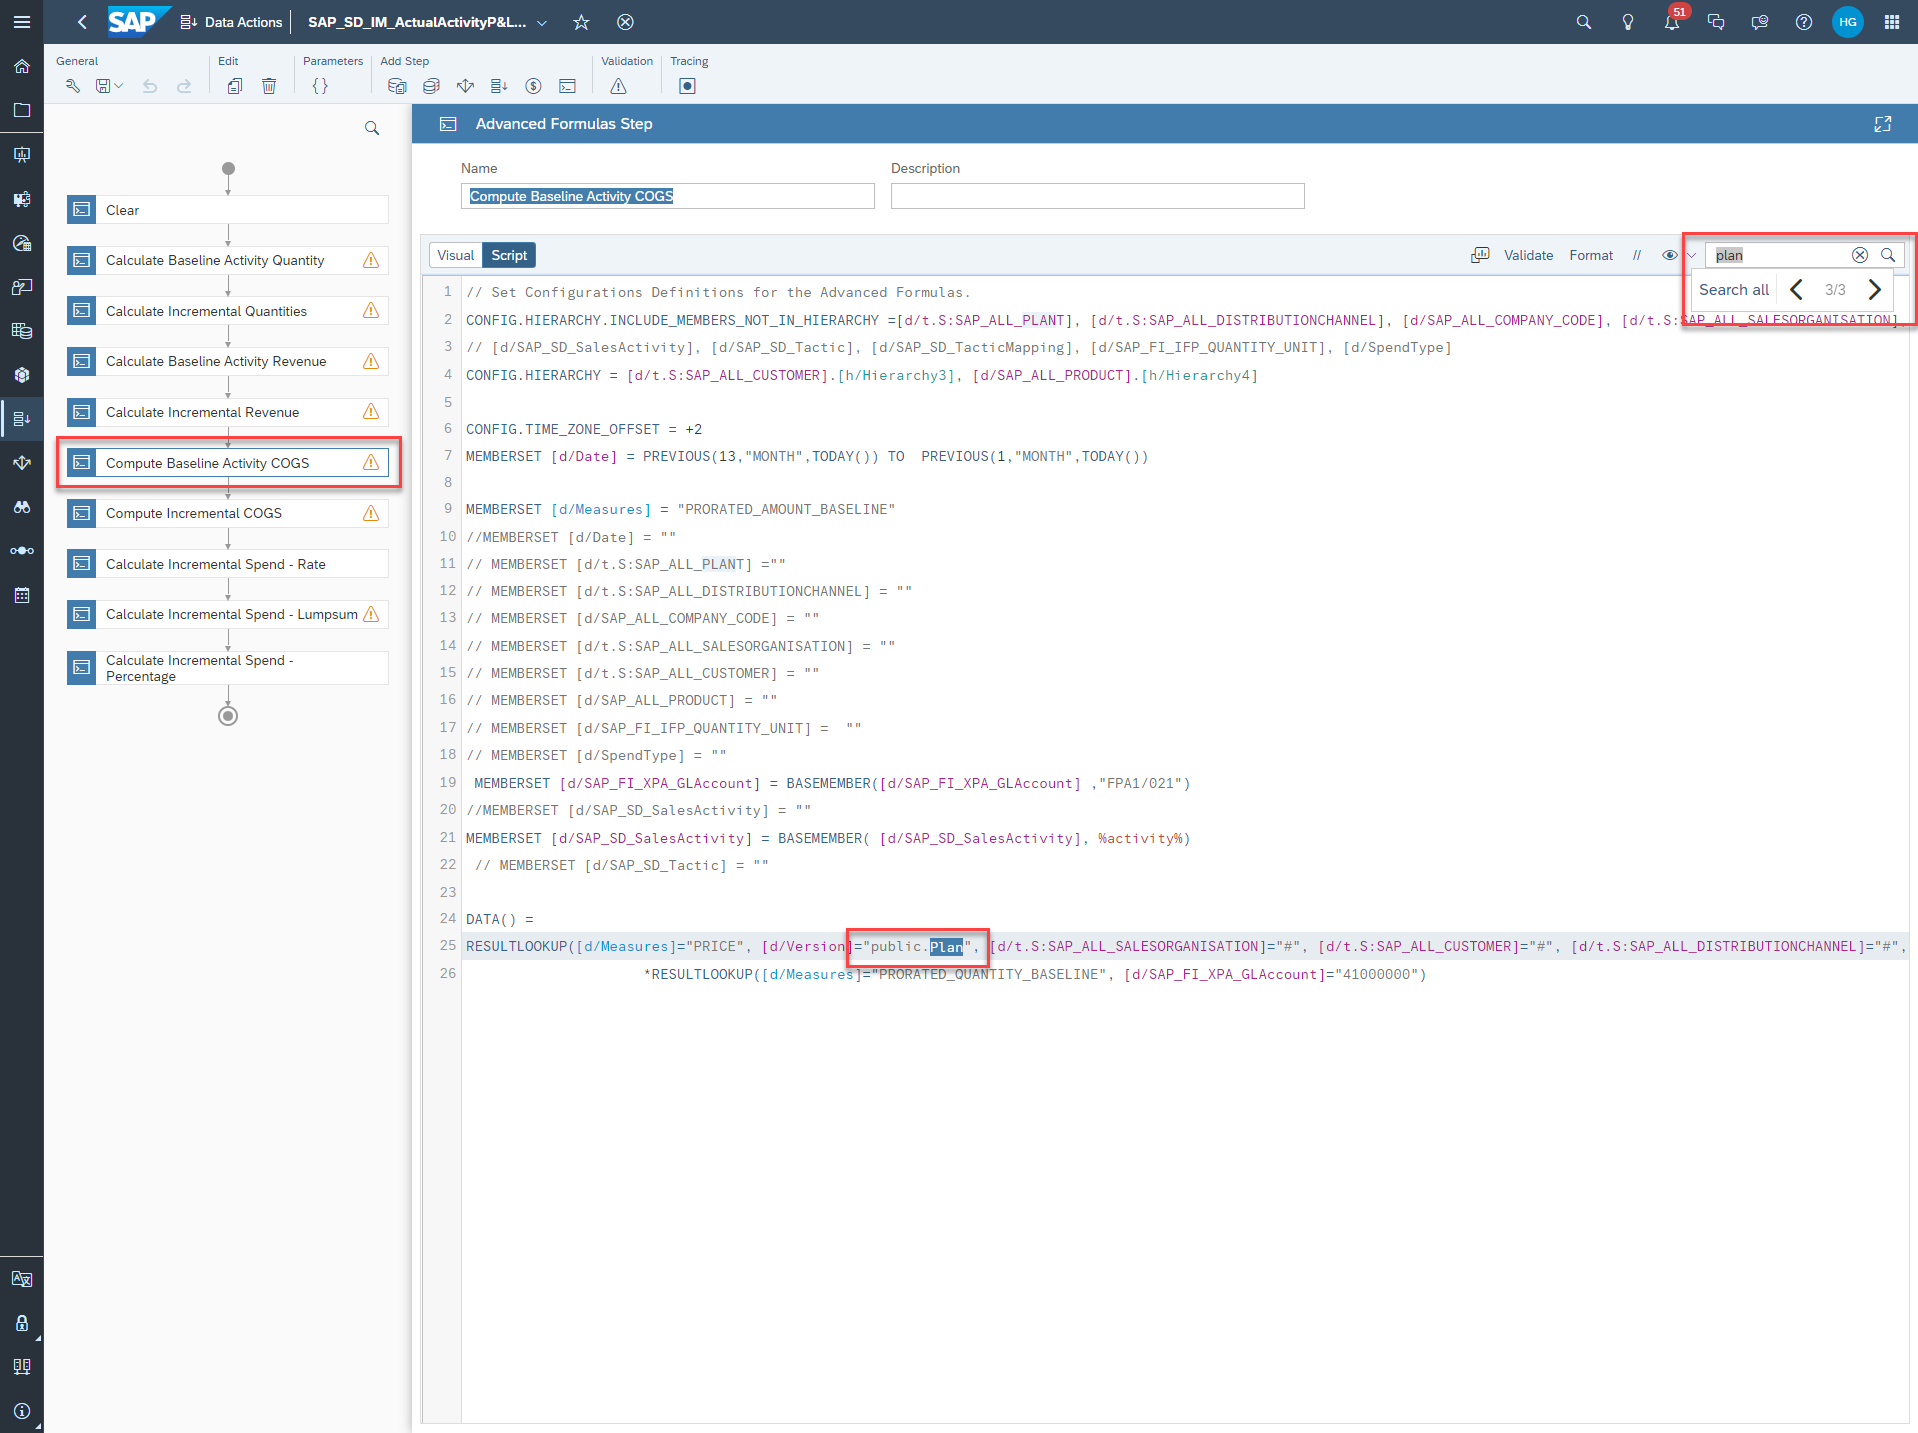 SAP Data Actions SAP_SD_IM_ActualActivityP&L... 51 HG
General Edit Parameters Add Step Validation Tracing
Advanced Formulas Step
Name Description
Compute Baseline Activity COGS
Clear
Calculate Baseline Activity Quantity
Calculate Incremental Quantities
Calculate Baseline Activity Revenue
Calculate Incremental Revenue
Compute Baseline Activity COGS
Compute Incremental COGS
Calculate Incremental Spend - Rate
Calculate Incremental Spend - Lumpsum
Calculate Incremental Spend -
Percentage
Visual Script Validate Format // plan
Search all 3/3
1 // Set Configurations Definitions for the Advanced Formulas.
2 CONFIG.HIERARCHY.INCLUDE_MEMBERS_NOT_IN_HIERARCHY =[d/t.S:SAP_ALL_PLANT], [d/t.S:SAP_ALL_DISTRIBUTIONCHANNEL], [d/SAP_ALL_COMPANY_CODE], [d/t.S:SAP_ALL_SALESORGANISATION],
3 // [d/SAP_SD_SalesActivity], [d/SAP_SD_Tactic], [d/SAP_SD_TacticMapping], [d/SAP_FI_IFP_QUANTITY_UNIT], [d/SpendType]
4 CONFIG.HIERARCHY = [d/t.S:SAP_ALL_CUSTOMER].[h/Hierarchy3], [d/SAP_ALL_PRODUCT].[h/Hierarchy4]
5
6 CONFIG.TIME_ZONE_OFFSET = +2
7 MEMBERSET [d/Date] = PREVIOUS(13,"MONTH",TODAY()) TO  PREVIOUS(1,"MONTH",TODAY())
8
9 MEMBERSET [d/Measures] = "PRORATED_AMOUNT_BASELINE"
10 //MEMBERSET [d/Date] = ""
11 // MEMBERSET [d/t.S:SAP_ALL_PLANT] =""
12 // MEMBERSET [d/t.S:SAP_ALL_DISTRIBUTIONCHANNEL] = ""
13 // MEMBERSET [d/SAP_ALL_COMPANY_CODE] = ""
14 // MEMBERSET [d/t.S:SAP_ALL_SALESORGANISATION] = ""
15 // MEMBERSET [d/t.S:SAP_ALL_CUSTOMER] = ""
16 // MEMBERSET [d/SAP_ALL_PRODUCT] = ""
17 // MEMBERSET [d/SAP_FI_IFP_QUANTITY_UNIT] =  ""
18 // MEMBERSET [d/SpendType] = ""
19 MEMBERSET [d/SAP_FI_XPA_GLAccount] = BASEMEMBER([d/SAP_FI_XPA_GLAccount] ,"FPA1/021")
20 //MEMBERSET [d/SAP_SD_SalesActivity] = ""
21 MEMBERSET [d/SAP_SD_SalesActivity] = BASEMEMBER( [d/SAP_SD_SalesActivity], %activity%)
22 // MEMBERSET [d/SAP_SD_Tactic] = ""
23
24 DATA() =
25 RESULTLOOKUP([d/Measures]="PRICE", [d/Version]="public.Plan", [d/t.S:SAP_ALL_SALESORGANISATION]="#", [d/t.S:SAP_ALL_CUSTOMER]="#", [d/t.S:SAP_ALL_DISTRIBUTIONCHANNEL]="#",
26 *RESULTLOOKUP([d/Measures]="PRORATED_QUANTITY_BASELINE", [d/SAP_FI_XPA_GLAccount]="41000000")